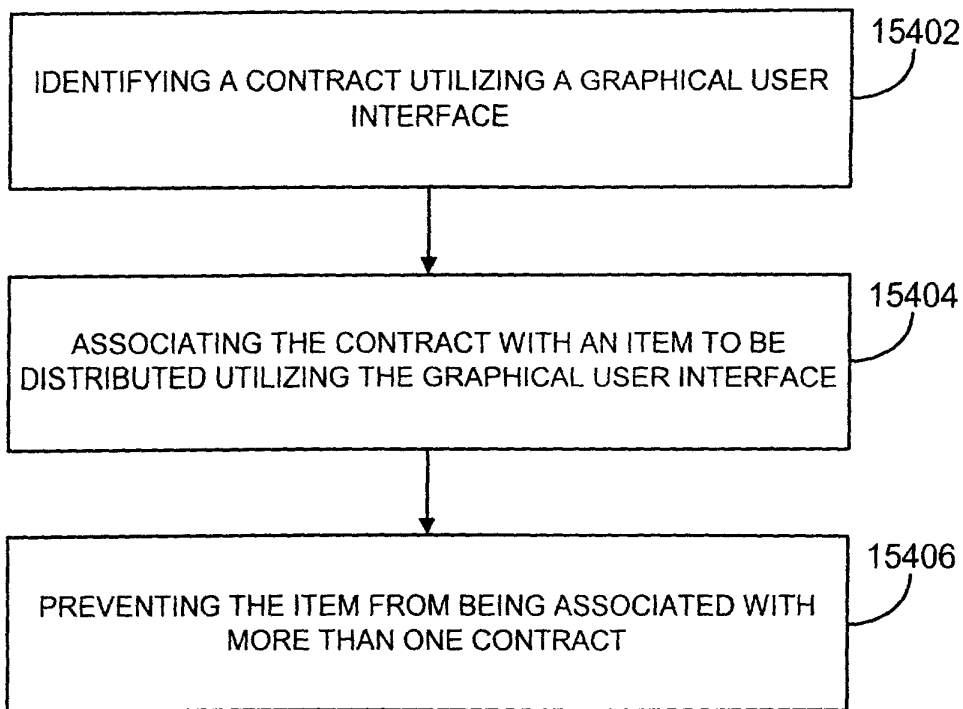 15402
IDENTIFYING A CONTRACT UTILIZING A GRAPHICAL USER
INTERFACE
15404
ASSOCIATING THE CONTRACT WITH AN ITEM TO BE
DISTRIBUTED UTILIZING THE GRAPHICAL USER INTERFACE
15406
PREVENTING THE ITEM FROM BEING ASSOCIATED WITH
MORE THAN ONE CONTRACT